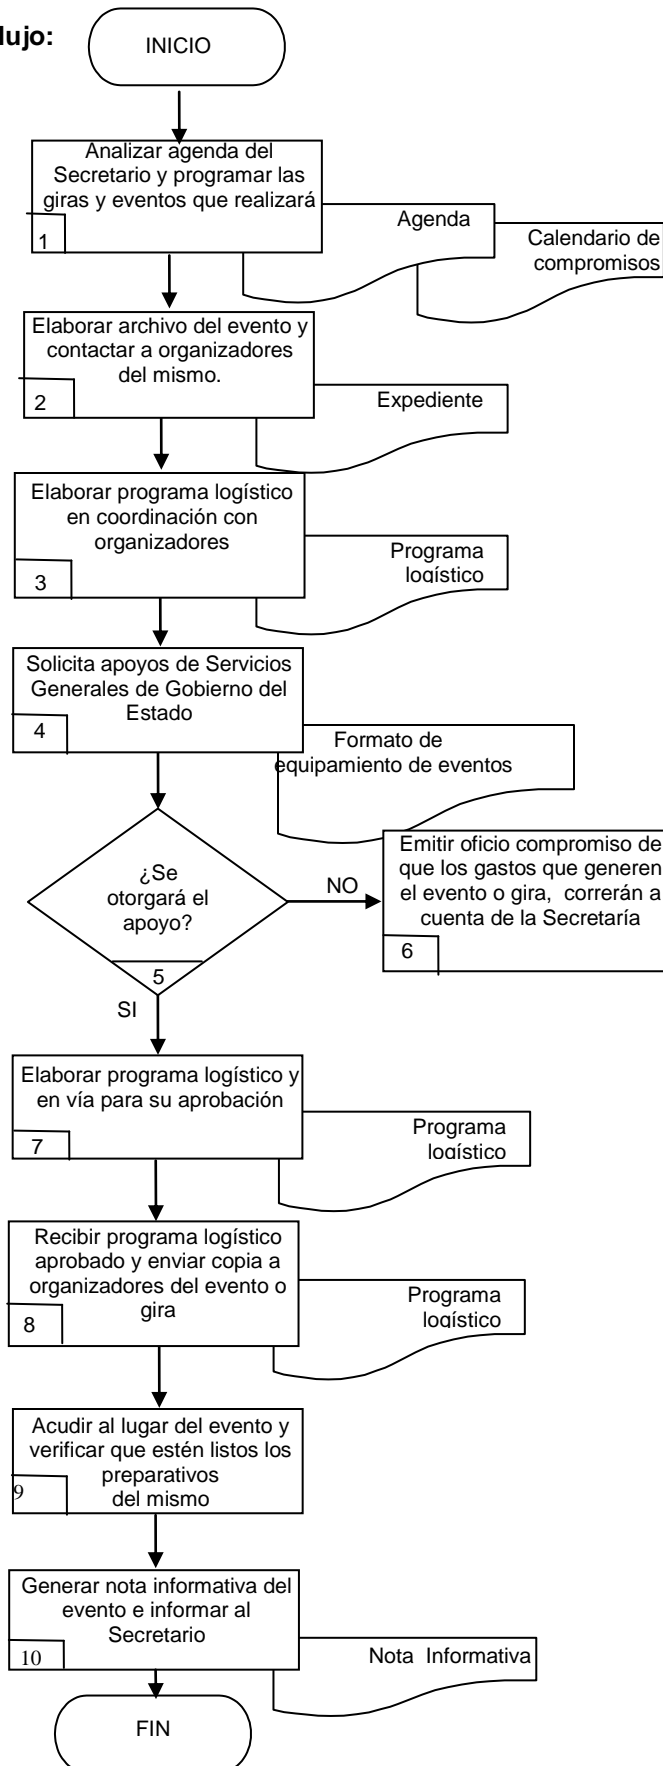 lujo:
INICIO
Analizar agenda del
Secretario y programar las
giras y eventos que realizará
1
Agenda
Calendario de
compromisos
Elaborar archivo del evento y
contactar a organizadores
del mismo.
2
Expediente
Elaborar programa logístico
en coordinación con
organizadores
3
Programa
logístico
Solicita apoyos de Servicios
Generales de Gobierno del
Estado
4
Formato de
equipamiento de eventos
¿Se
otorgará el
apoyo?
5
NO
Emitir oficio compromiso de
que los gastos que generen
el evento o gira, correrán a
cuenta de la Secretaría
6
SI
Elaborar programa logístico y
en vía para su aprobación
7
Programa
logístico
Recibir programa logístico
aprobado y enviar copia a
organizadores del evento o
gira
8
Programa
logístico
Acudir al lugar del evento y
verificar que estén listos los
preparativos
del mismo
9
Generar nota informativa del
evento e informar al
Secretario
10
Nota Informativa
FIN